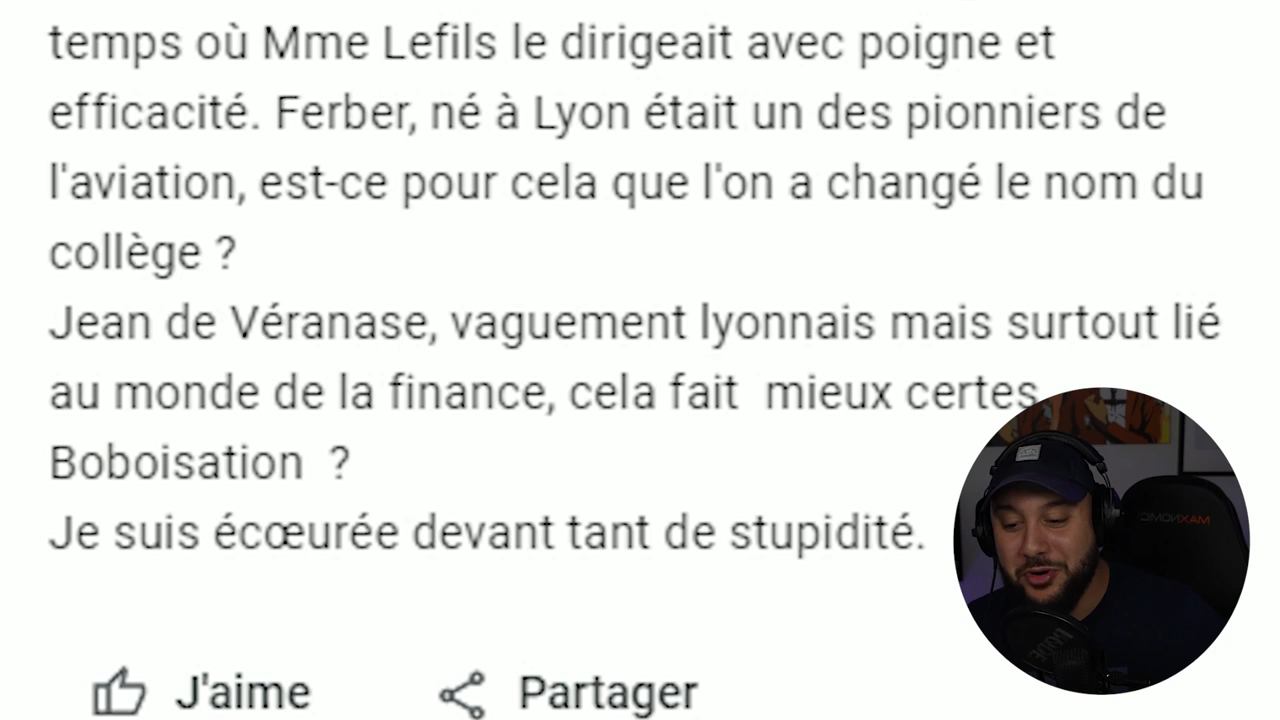 temps où Mme Lefils le dirigeait avec poigne et
efficacité. Ferber, né à Lyon était un des pionniers de
l'aviation, est-ce pour cela que l'on a changé le nom du
collège ?
Jean de Véranase, vaguement lyonnais mais surtout lié
au monde de la finance, cela fait  mieux certes
Boboisation  ?
Je suis écœurée devant tant de stupidité.
MAXNOMIC
RØDE
J'aime
Partager